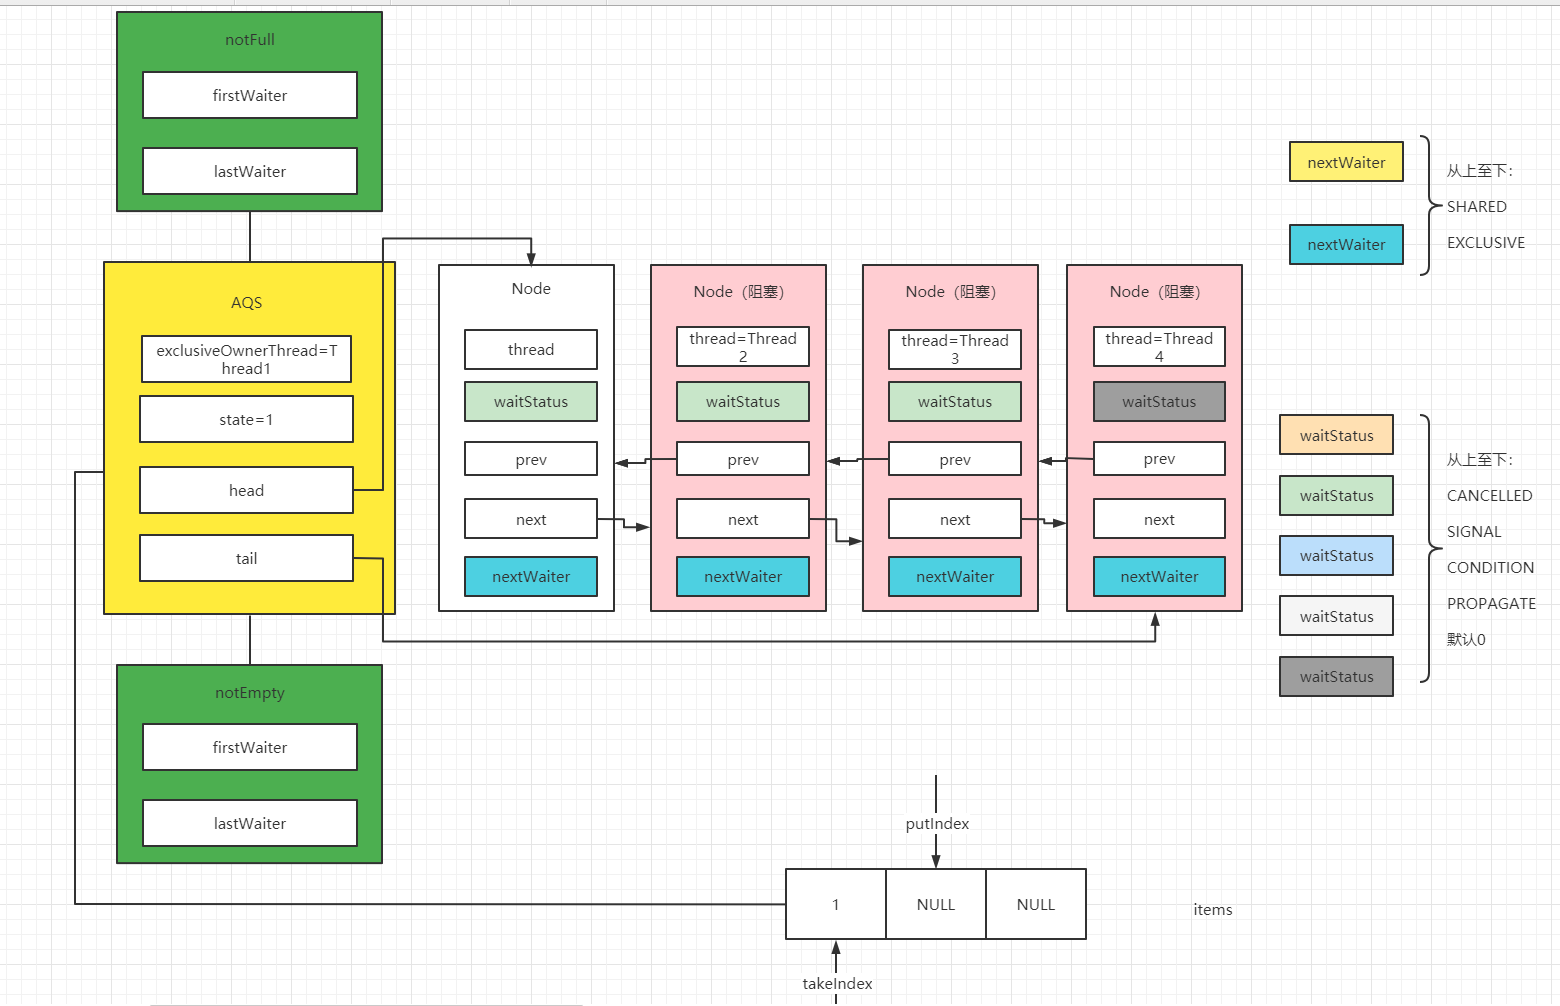 notFull
firstWaiter
lastWaiter
AQS
exclusiveOwnerThread=T
hread1
state=1
head
tail
notEmpty
firstWaiter
lastWaiter
Node
thread
waitStatus
prev
next
nextWaiter
Node（阻塞）
thread=Thread
2
waitStatus
prev
next
nextWaiter
Node（阻塞）
thread=Thread
3
waitStatus
prev
next
nextWaiter
Node（阻塞）
thread=Thread
4
waitStatus
prev
next
nextWaiter
nextWaiter
nextWaiter
从上至下：
SHARED
EXCLUSIVE
waitStatus
waitStatus
waitStatus
waitStatus
waitStatus
从上至下：
CANCELLED
SIGNAL
CONDITION
PROPAGATE
默认0
putIndex
1
NULL
NULL
items
takeIndex